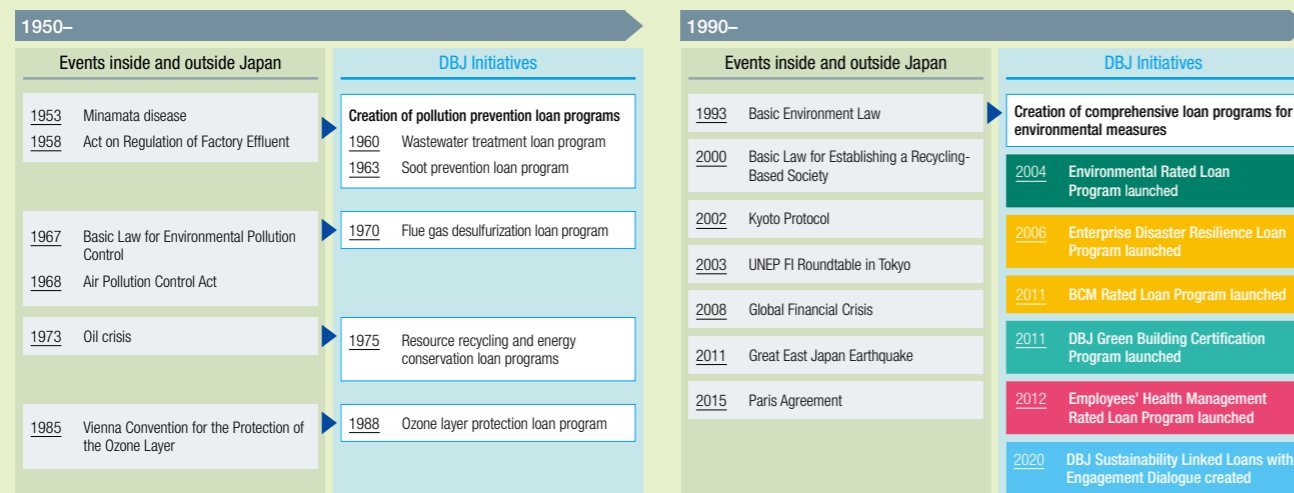 1950–
Events inside and outside Japan
DBJ Initiatives
1953 Minamata disease
1958 Act on Regulation of Factory Effluent
Creation of pollution prevention loan programs
1960 Wastewater treatment loan program
1963 Soot prevention loan program
1967 Basic Law for Environmental Pollution
Control
1968 Air Pollution Control Act
1970 Flue gas desulfurization loan program
1973 Oil crisis
1975 Resource recycling and energy
conservation loan programs
1985 Vienna Convention for the Protection of
the Ozone Layer
1988 Ozone layer protection loan program
1990–
Events inside and outside Japan
DBJ Initiatives
1993 Basic Environment Law
2000 Basic Law for Establishing a Recycling-
Based Society
2002 Kyoto Protocol
2003 UNEP FI Roundtable in Tokyo
2008 Global Financial Crisis
2011 Great East Japan Earthquake
2015 Paris Agreement
Creation of comprehensive loan programs for
environmental measures
2004 Environmental Rated Loan
Program launched
2006 Enterprise Disaster Resilience Loan
Program launched
2011 BCM Rated Loan Program launched
2011 DBJ Green Building Certification
Program launched
2012 Employees' Health Management
Rated Loan Program launched
2020 DBJ Sustainability Linked Loans with
Engagement Dialogue created